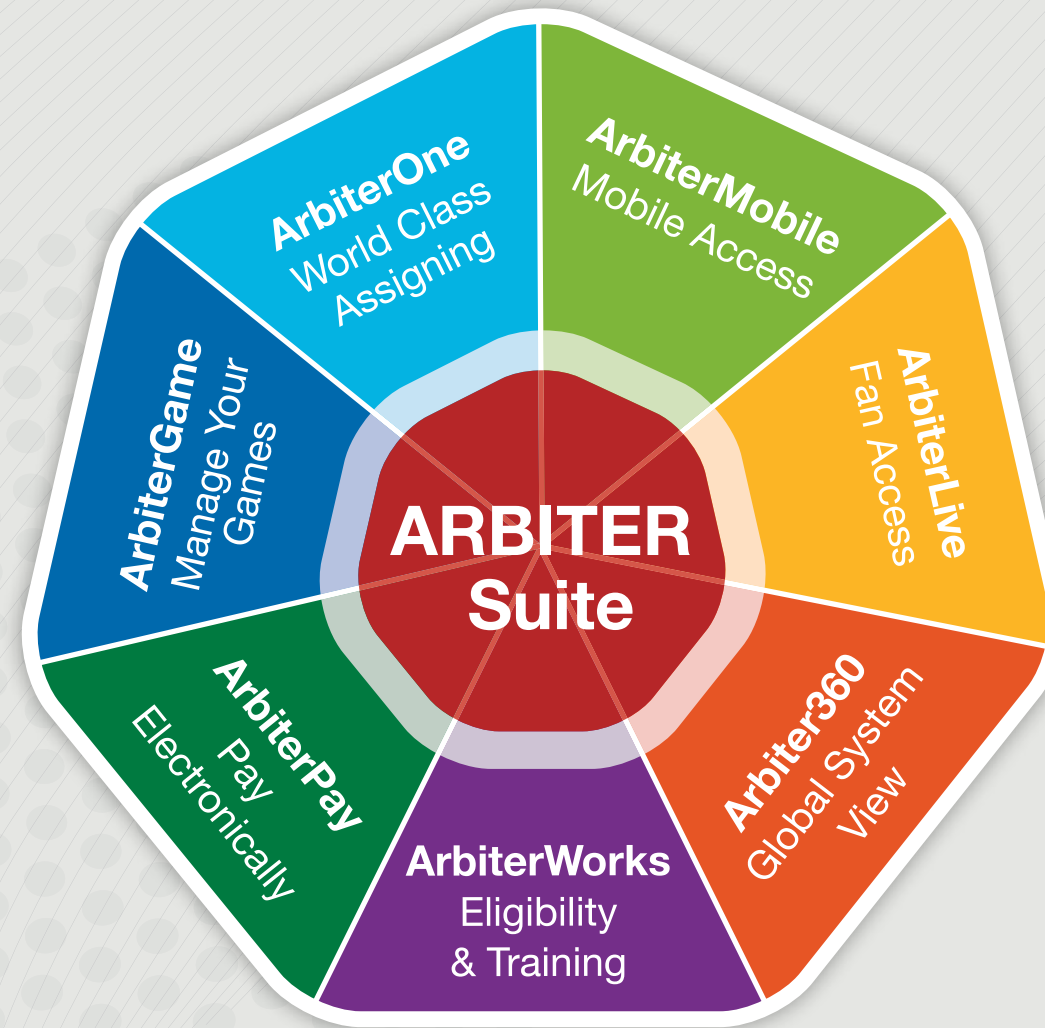 ArbiterOne
World Class
Assigning
ArbiterMobile
Mobile Access
ArbiterLive
Fan Access
Arbiter360
Global System
View
ArbiterWorks
Eligibility
& Training
ArbiterPay
Pay
Electronically
ArbiterGame
Manage Your
Games
ARBITER
Suite